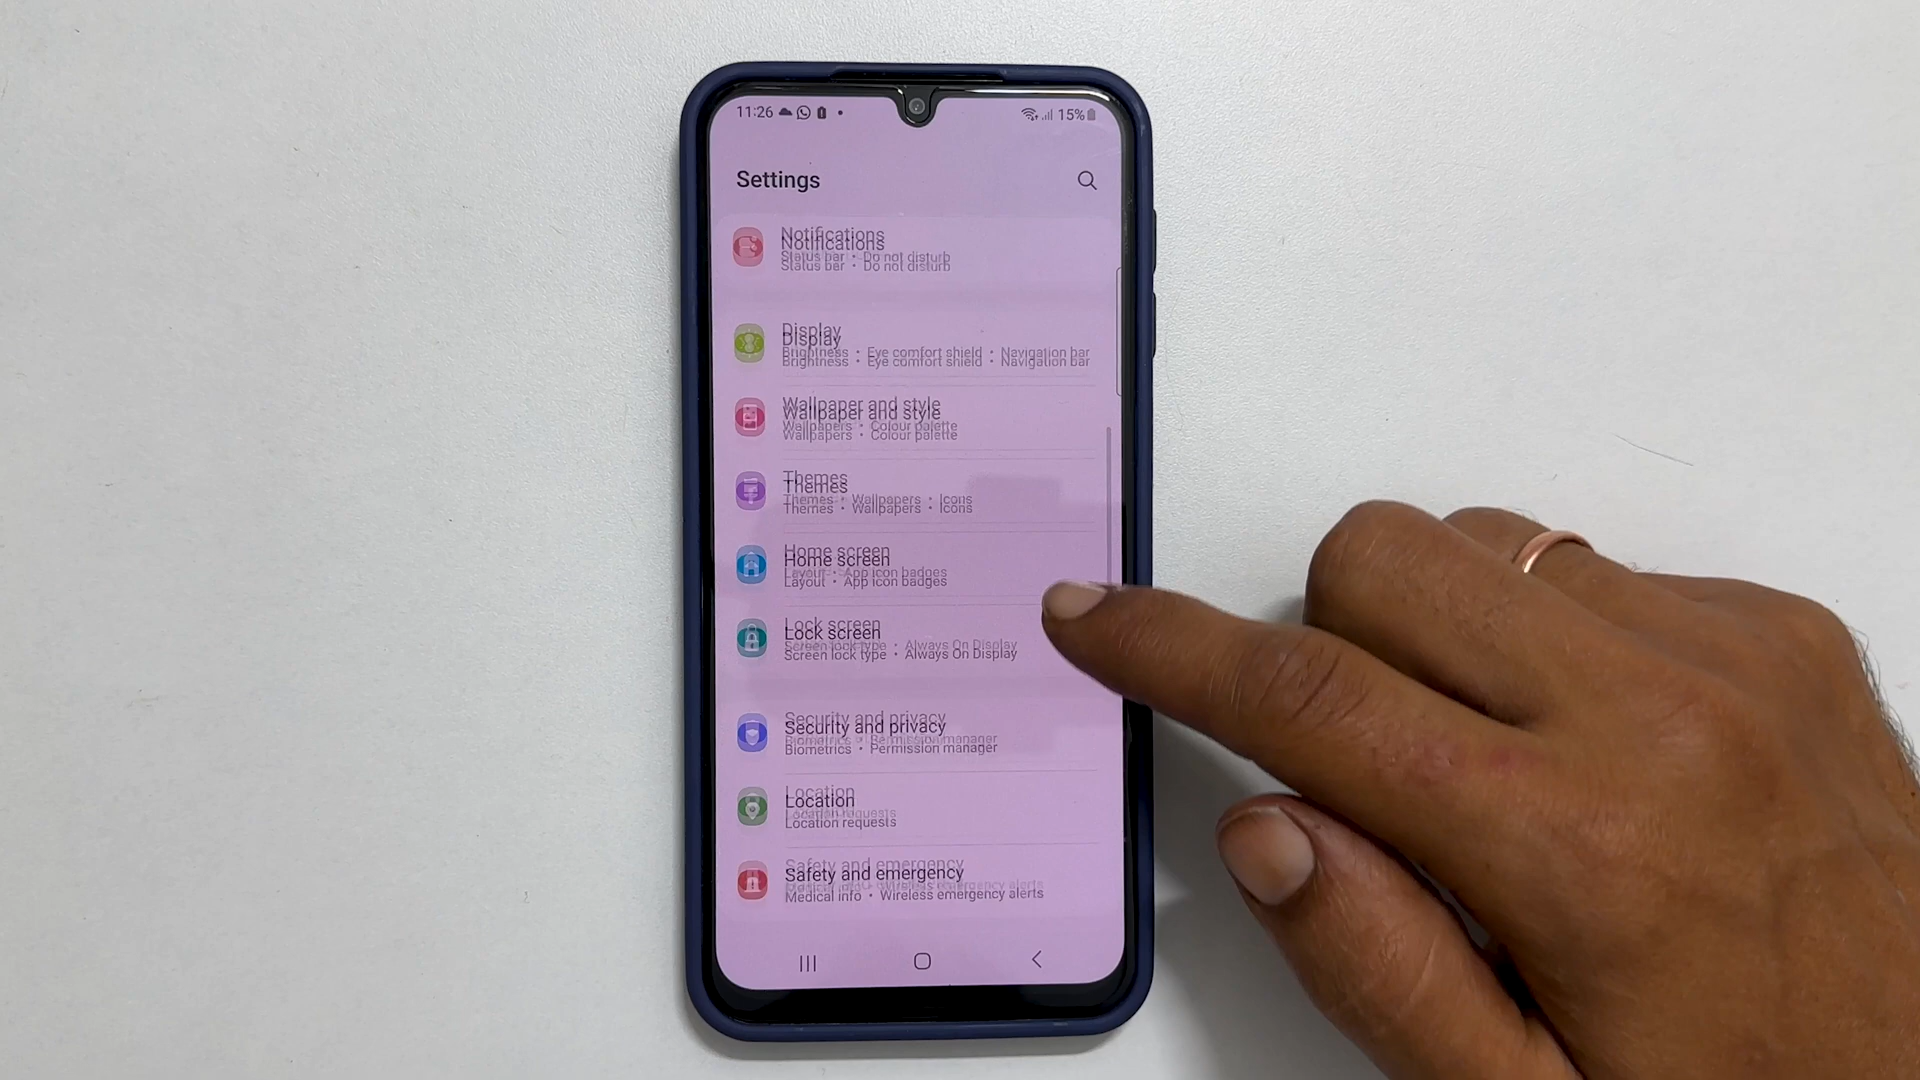 11:26
15%
Settings
Notifications
Status bar • Do not disturb
Display
Brightness • Eye comfort shield • Navigation bar
Wallpaper and style
Wallpapers • Colour palette
Themes
Themes • Wallpapers • Icons
Home screen
Layout • App icon badges
Lock screen
Screen lock type • Always On Display
Security and privacy
Biometrics • Permission manager
Location
Location requests
Safety and emergency
Medical info • Wireless emergency alerts